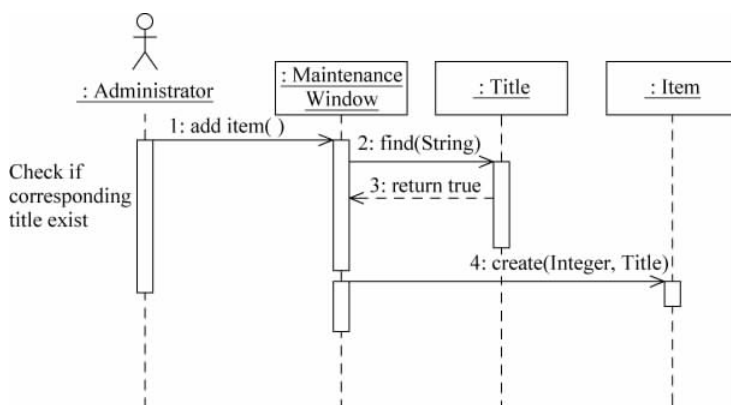 : Administrator
: Maintenance
Window
: Title
: Item
1: add item( )
2: find(String)
Check if
corresponding
title exist
3: return true
4: create(Integer, Title)